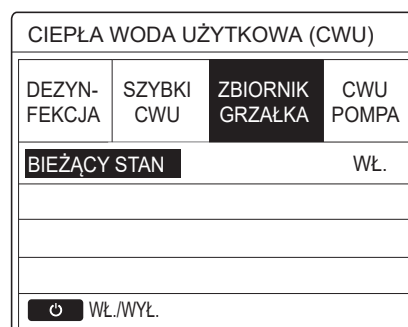 CIEPŁA WODA UŻYTKOWA (CWU)
DEZYN-
FEKCJA
SZYBKI
CWU
ZBIORNIK
GRZAŁKA
CWU
POMPA
BIEŻĄCY STAN WŁ.
WŁ./WYŁ.